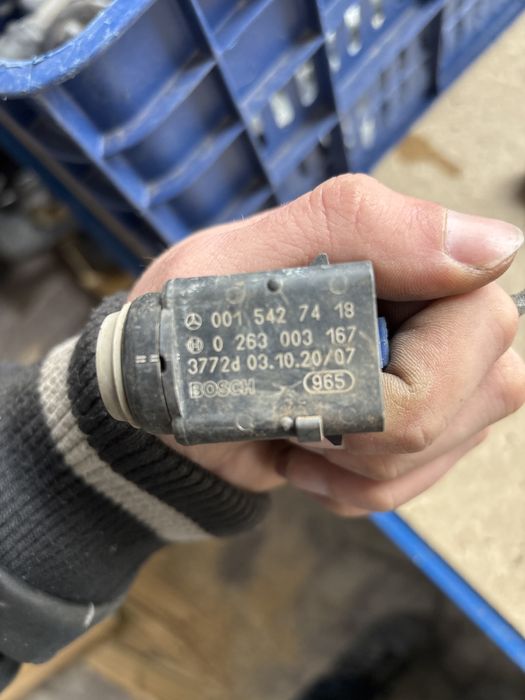 001 542 74 18
0 263 003 167
3772d 03.10.20/07
BOSCH 965